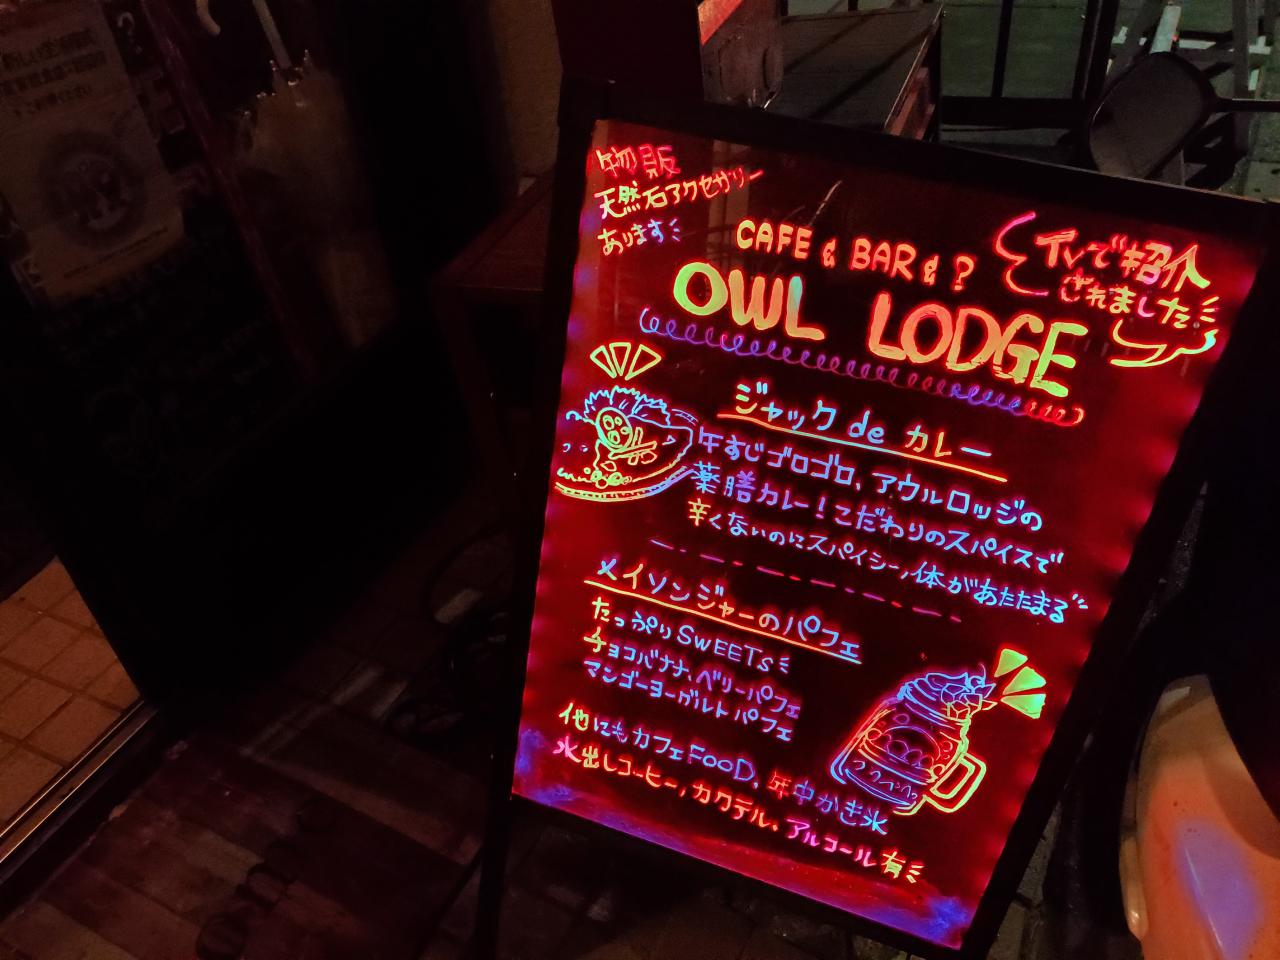 物販
天然石アクセサリー
あります
CAFE & BAR & ?
OWL LODGE
TVで紹介
されました
ジャック de カレー
牛すじゴロゴロ、アウルロッジの
薬膳カレー!こだわりのスパイスで
辛くないのにスパイシー,体があたたまる
メイソンジャーのパフェ
たっぷりSWEETS
チョコバナナ、ベリーパフェ
マンゴーヨーグルトパフェ
他にもカフェFOOD、年中かき氷
水出しコーヒー,カクテル、アルコール有